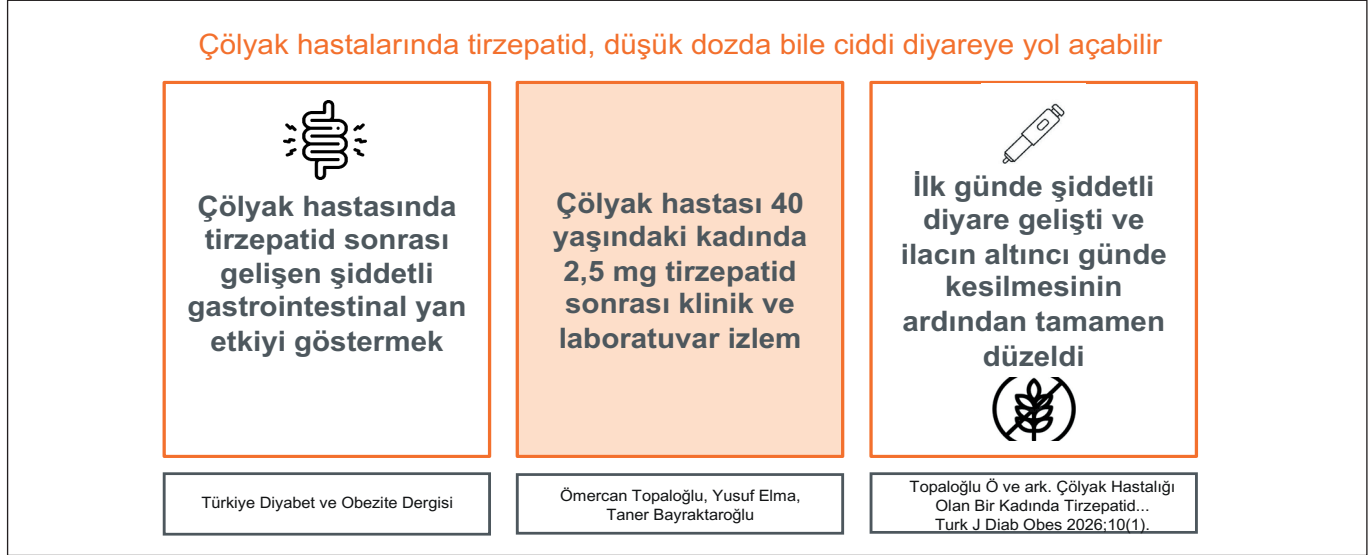 Çölyak hastalarında tirzepatid, düşük dozda bile ciddi diyareye yol açabilir
Çölyak hastasında
tirzepatid sonrası
gelişen şiddetli
gastrointestinal yan
etkiyi göstermek
Çölyak hastası 40
yaşındaki kadında
2,5 mg tirzepatid
sonrası klinik ve
laboratuvar izlem
İlk günde şiddetli
diyare gelişti ve
ilacın altıncı günde
kesilmesinin
ardından tamamen
düzeldi
Türkiye Diyabet ve Obezite Dergisi
Ömercan Topaloğlu, Yusuf Elma,
Taner Bayraktaroğlu
Topaloğlu Ö ve ark. Çölyak Hastalığı
Olan Bir Kadında Tirzepatid...
Turk J Diab Obes 2026;10(1).